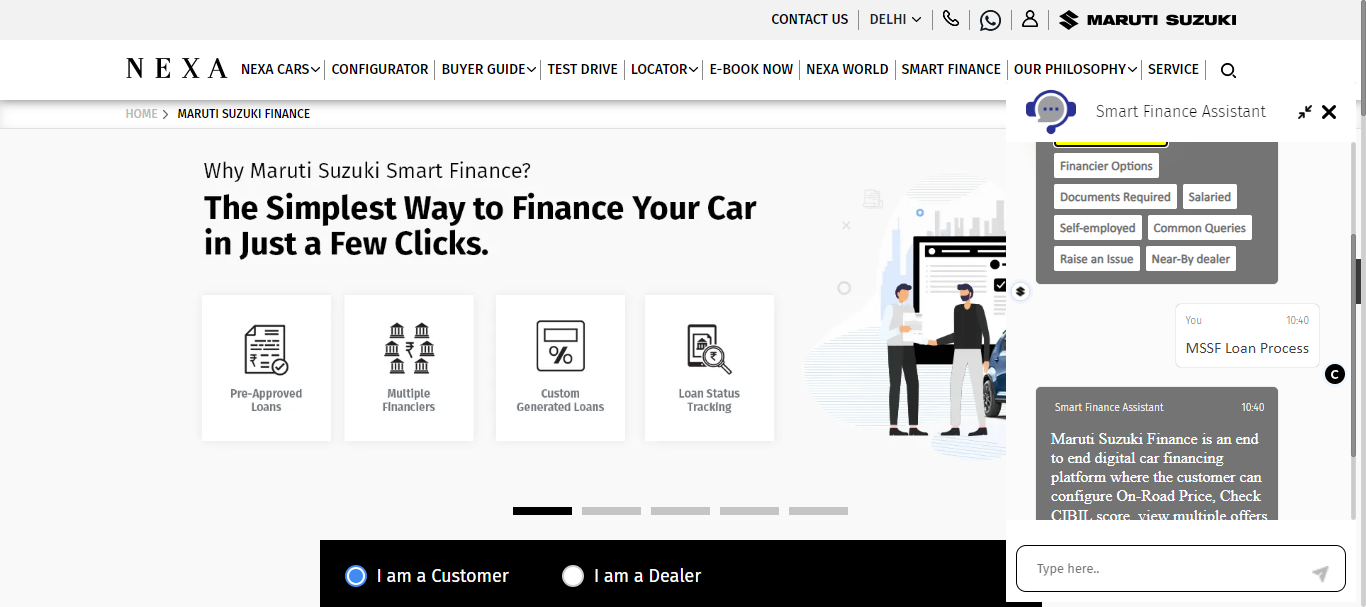 CONTACT US
DELHI
MARUTI SUZUKI
NEXA
NEXA CARS
CONFIGURATOR
BUYER GUIDE
TEST DRIVE
LOCATOR
E-BOOK NOW
NEXA WORLD
SMART FINANCE
OUR PHILOSOPHY
SERVICE
HOME
MARUTI SUZUKI FINANCE
Why Maruti Suzuki Smart Finance?
The Simplest Way to Finance Your Car
in Just a Few Clicks.
Pre-Approved
Loans
Multiple
Financiers
Custom
Generated Loans
Loan Status
Tracking
I am a Customer
I am a Dealer
Smart Finance Assistant
Financier Options
Documents Required
Salaried
Self-employed
Common Queries
Raise an Issue
Near-By dealer
You
10:40
MSSF Loan Process
C
Smart Finance Assistant
10:40
Maruti Suzuki Finance is an end
to end digital car financing
platform where the customer can
configure On-Road Price, Check
CIBIL score, view multiple offers
Type here..